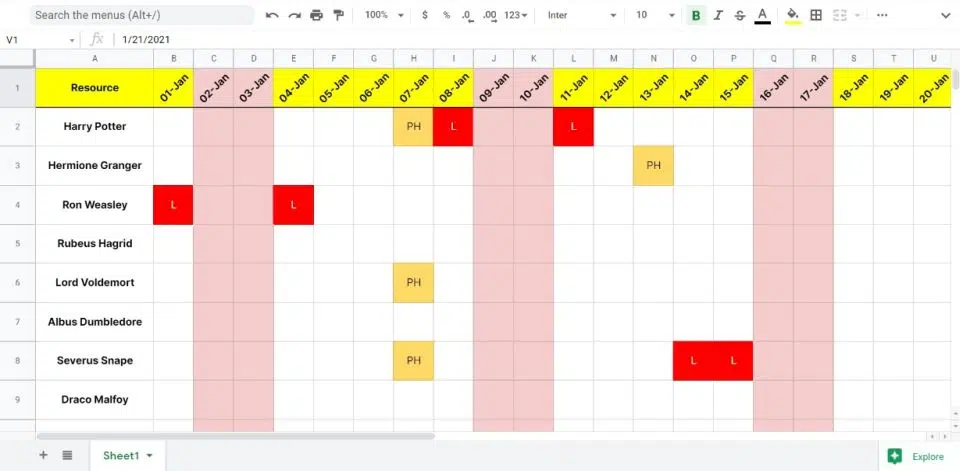 Search the menus (Alt+/) 100% $ % .0 .00 123 Inter 10 B I S A
V1 fx 1/21/2021
A B C D E F G H I J K L M N O P Q R S T U
1 Resource 01-Jan 02-Jan 03-Jan 04-Jan 05-Jan 06-Jan 07-Jan 08-Jan 09-Jan 10-Jan 11-Jan 12-Jan 13-Jan 14-Jan 15-Jan 16-Jan 17-Jan 18-Jan 19-Jan 20-Jan
2 Harry Potter PH L L
3 Hermione Granger PH
4 Ron Weasley L L
5 Rubeus Hagrid
6 Lord Voldemort PH
7 Albus Dumbledore
8 Severus Snape PH L L
9 Draco Malfoy
Sheet1 Explore